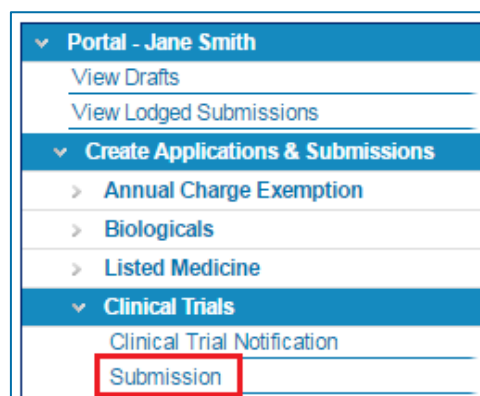 Portal - Jane Smith
View Drafts
View Lodged Submissions
Create Applications & Submissions
Annual Charge Exemption
Biologicals
Listed Medicine
Clinical Trials
Clinical Trial Notification
Submission